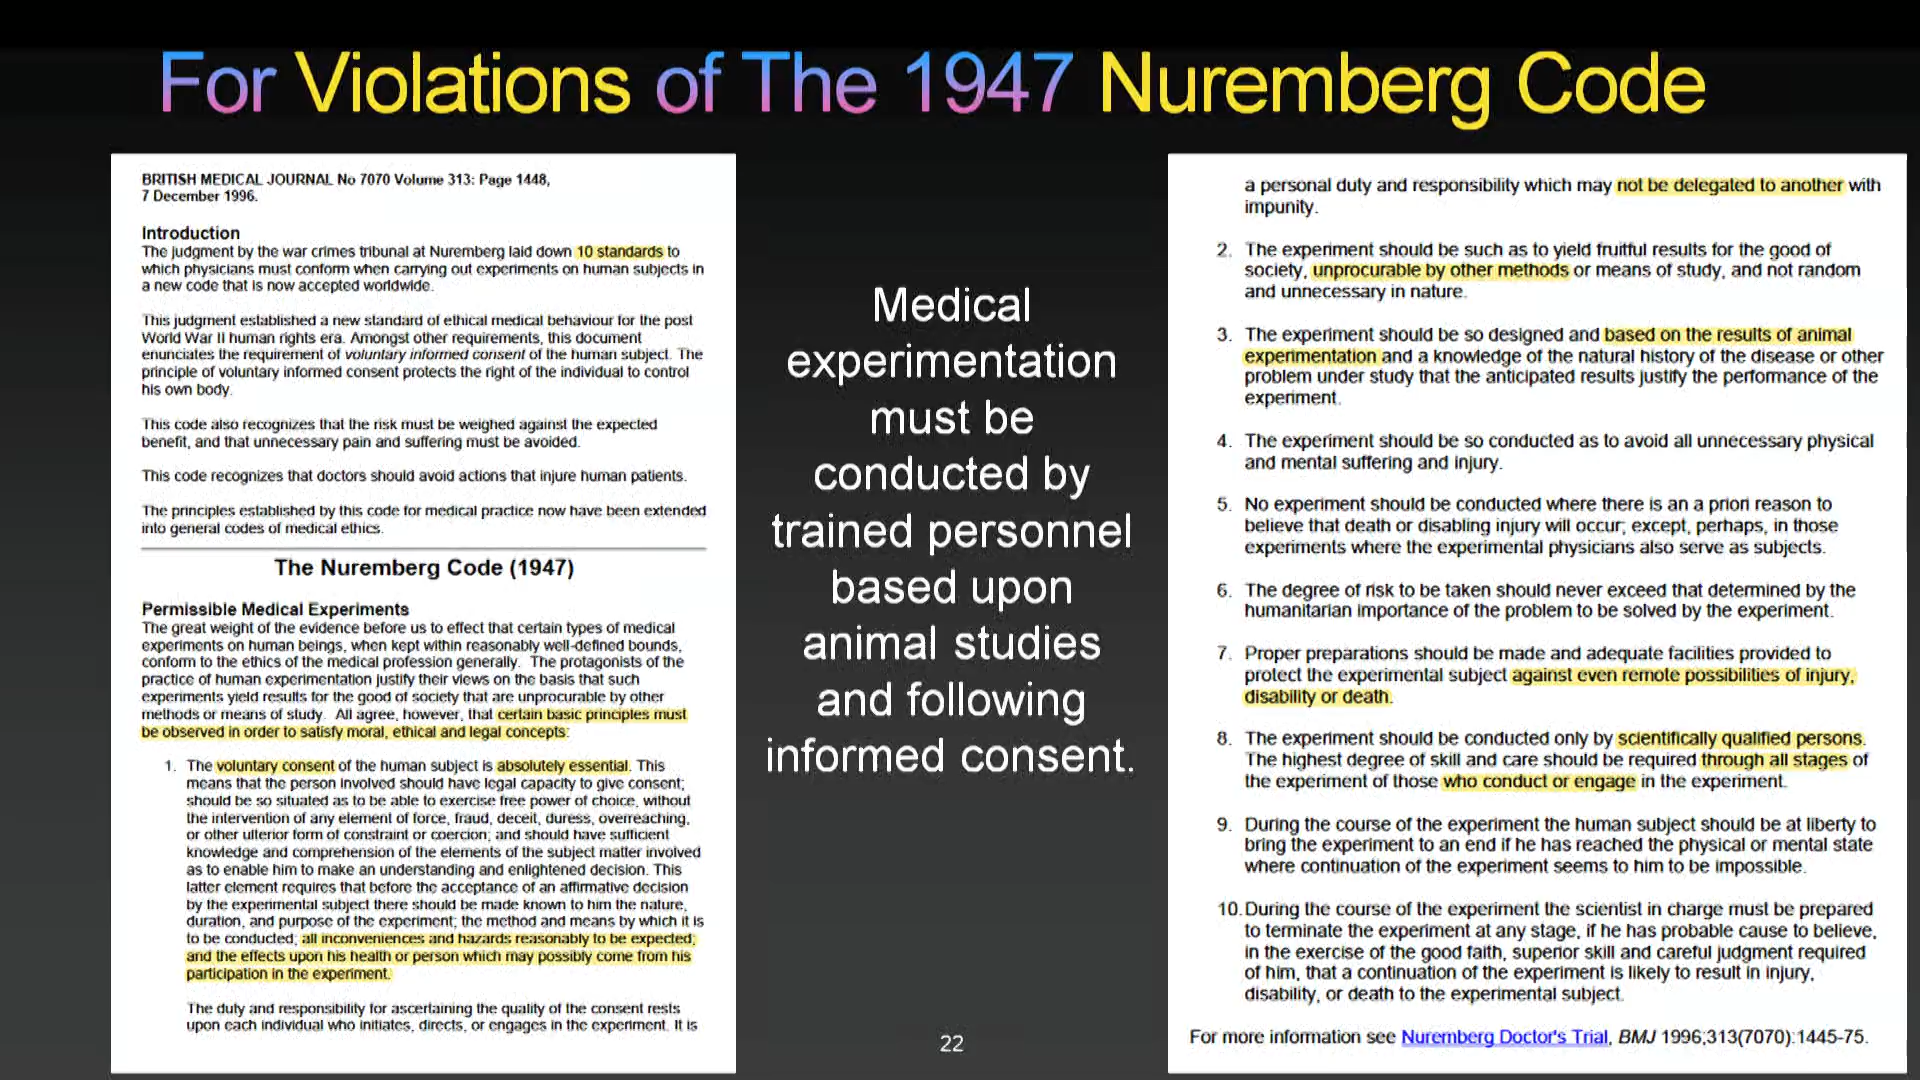 For Violations of The 1947 Nuremberg Code
BRITISH MEDICAL JOURNAL No 7070 Volume 313: Page 1448,
7 December 1996.
Introduction
The judgment by the war crimes tribunal at Nuremberg laid down 10 standards to
which physicians must conform when carrying out experiments on human subjects in
a new code that is now accepted worldwide.
This judgment established a new standard of ethical medical behaviour for the post
World War II human rights era. Amongst other requirements, this document
enunciates the requirement of voluntary informed consent of the human subject. The
principle of voluntary informed consent protects the right of the individual to control
his own body.
This code also recognizes that the risk must be weighed against the expected
benefit, and that unnecessary pain and suffering must be avoided.
This code recognizes that doctors should avoid actions that injure human patients.
The principles established by this code for medical practice now have been extended
into general codes of medical ethics.
The Nuremberg Code (1947)
Permissible Medical Experiments
The great weight of the evidence before us to effect that certain types of medical
experiments on human beings, when kept within reasonably well-defined bounds,
conform to the ethics of the medical profession generally. The protagonists of the
practice of human experimentation justify their views on the basis that such
experiments yield results for the good of society that are unprocurable by other
methods or means of study. All agree, however, that certain basic principles must
be observed in order to satisfy moral, ethical and legal concepts:
1. The voluntary consent of the human subject is absolutely essential. This
means that the person involved should have legal capacity to give consent;
should be so situated as to be able to exercise free power of choice, without
the intervention of any element of force, fraud, deceit, duress, overreaching,
or other ulterior form of constraint or coercion; and should have sufficient
knowledge and comprehension of the elements of the subject matter involved
as to enable him to make an understanding and enlightened decision. This
latter element requires that before the acceptance of an affirmative decision
by the experimental subject there should be made known to him the nature,
duration, and purpose of the experiment; the method and means by which it is
to be conducted; all inconveniences and hazards reasonably to be expected;
and the effects upon his health or person which may possibly come from his
participation in the experiment.
The duty and responsibility for ascertaining the quality of the consent rests
upon each individual who initiates, directs, or engages in the experiment. It is
Medical
experimentation
must be
conducted by
trained personnel
based upon
animal studies
and following
informed consent.
22
a personal duty and responsibility which may not be delegated to another with
impunity.
2. The experiment should be such as to yield fruitful results for the good of
society, unprocurable by other methods or means of study, and not random
and unnecessary in nature.
3. The experiment should be so designed and based on the results of animal
experimentation and a knowledge of the natural history of the disease or other
problem under study that the anticipated results justify the performance of the
experiment.
4. The experiment should be so conducted as to avoid all unnecessary physical
and mental suffering and injury.
5. No experiment should be conducted where there is an a priori reason to
believe that death or disabling injury will occur; except, perhaps, in those
experiments where the experimental physicians also serve as subjects.
6. The degree of risk to be taken should never exceed that determined by the
humanitarian importance of the problem to be solved by the experiment.
7. Proper preparations should be made and adequate facilities provided to
protect the experimental subject against even remote possibilities of injury,
disability or death.
8. The experiment should be conducted only by scientifically qualified persons.
The highest degree of skill and care should be required through all stages of
the experiment of those who conduct or engage in the experiment.
9. During the course of the experiment the human subject should be at liberty to
bring the experiment to an end if he has reached the physical or mental state
where continuation of the experiment seems to him to be impossible.
10. During the course of the experiment the scientist in charge must be prepared
to terminate the experiment at any stage, if he has probable cause to believe,
in the exercise of the good faith, superior skill and careful judgment required
of him, that a continuation of the experiment is likely to result in injury,
disability, or death to the experimental subject.
For more information see Nuremberg Doctor's Trial, BMJ 1996;313(7070):1445-75.